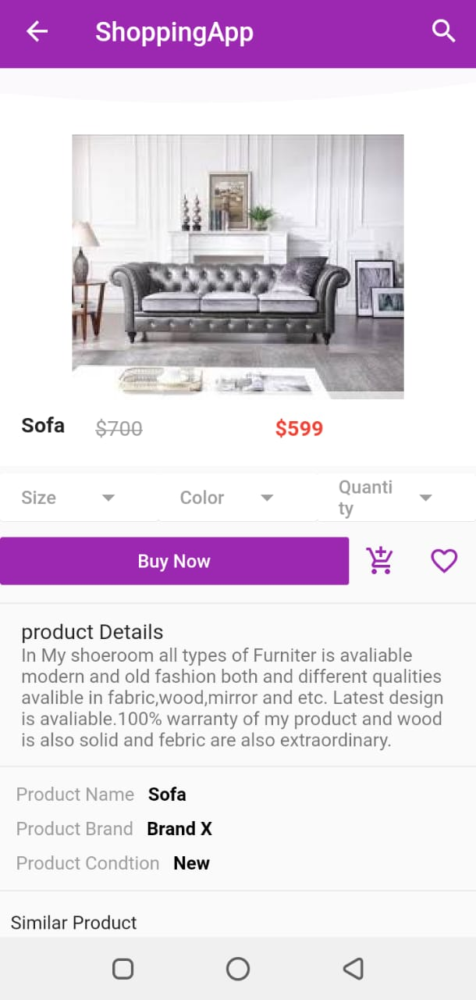 ShoppingApp
Sofa $700 $599
Size Color Quanti
ty
Buy Now
product Details
In My shoeroom all types of Furniter is avaliable
modern and old fashion both and different qualities
avalible in fabric,wood,mirror and etc. Latest design
is avaliable.100% warranty of my product and wood
is also solid and febric are also extraordinary.
Product Name Sofa
Product Brand Brand X
Product Condtion New
Similar Product